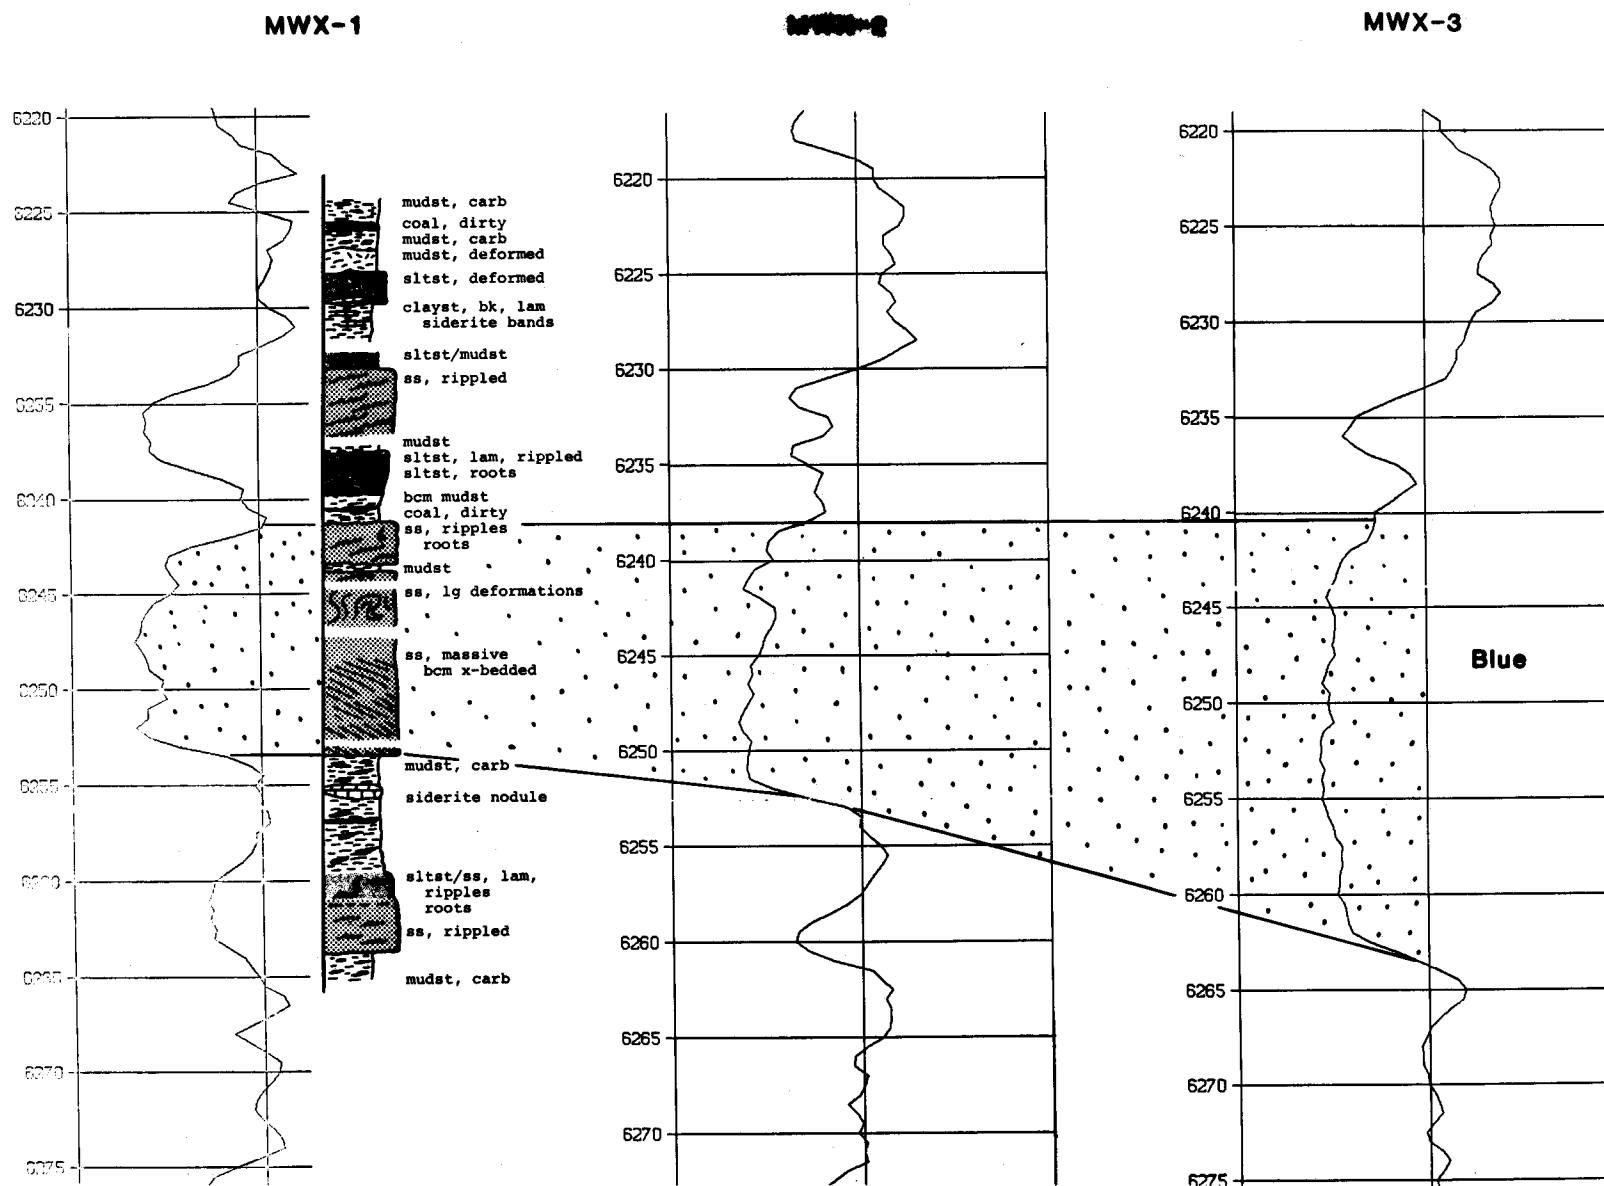 MWX-1
MWX-2
MWX-3
6220
6225
6230
6235
6240
6245
6250
6255
6260
6265
6270
6275
mudst, carb
coal, dirty
mudst, carb
mudst, deformed
sltst, deformed
clayst, bk, lam
siderite bands
sltst/mudst
ss, rippled
mudst
sltst, lam, rippled
sltst, roots
bcm mudst
coal, dirty
ss, ripples
roots
mudst
ss, lg deformations
ss, massive
bcm x-bedded
mudst, carb
siderite nodule
sltst/ss, lam,
ripples
roots
ss, rippled
mudst, carb
6220
6225
6230
6235
6240
6245
6250
6255
6260
6265
6270
6220
6225
6230
6235
6240
6245
6250
6255
6260
6265
6270
6275
Blue